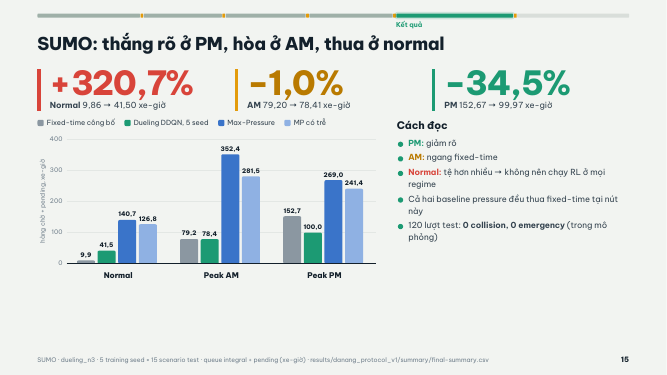 Kết quả
SUMO: thắng rõ ở PM, hòa ở AM, thua ở normal
+320,7%
Normal 9,86 → 41,50 xe-giờ
−1,0%
AM 79,20 → 78,41 xe-giờ
−34,5%
PM 152,67 → 99,97 xe-giờ
Fixed-time công bố
Dueling DDQN, 5 seed
Max-Pressure
MP có trễ
hàng chờ + pending, xe-giờ
400
300
200
100
0
9,9
41,5
140,7
126,8
79,2
78,4
352,4
281,5
152,7
100,0
269,0
241,4
Normal
Peak AM
Peak PM
Cách đọc
PM: giảm rõ
AM: ngang fixed-time
Normal: tệ hơn nhiều → không nên chạy RL ở mọi
regime
Cả hai baseline pressure đều thua fixed-time tại nút
này
120 lượt test: 0 collision, 0 emergency (trong mô
phỏng)
SUMO · dueling_n3 · 5 training seed × 15 scenario test · queue integral + pending (xe-giờ) · results/danang_protocol_v1/summary/final-summary.csv
15